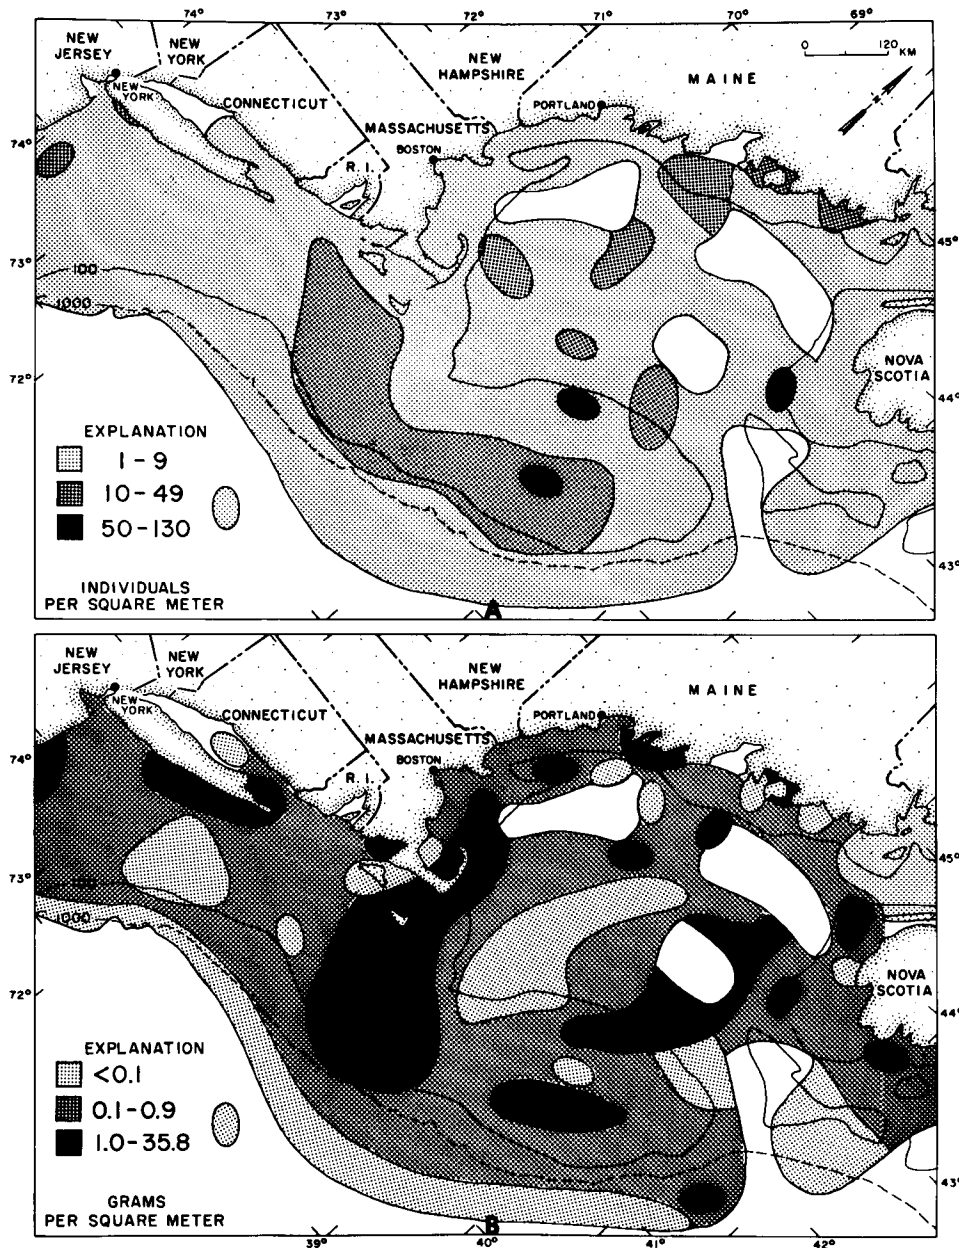 74° 73° 72° 71° 70° 69°
NEW
JERSEY
NEW
YORK
NEW
HAMPSHIRE
MAINE
0 120 KM
NEW
YORK
CONNECTICUT
PORTLAND
MASSACHUSETTS
BOSTON
R. I.
74°
73°
45°
100
1000
72°
NOVA
SCOTIA
44°
EXPLANATION
1-9
10-49
50-130
43°
INDIVIDUALS
PER SQUARE METER
A
NEW
JERSEY
NEW
YORK
NEW
HAMPSHIRE
MAINE
NEW
YORK
CONNECTICUT
PORTLAND
MASSACHUSETTS
BOSTON
R. I.
74°
73°
45°
100
1000
72°
NOVA
SCOTIA
44°
EXPLANATION
<0.1
0.1-0.9
1.0-35.8
43°
GRAMS
PER SQUARE METER
B
39° 40° 41° 42°